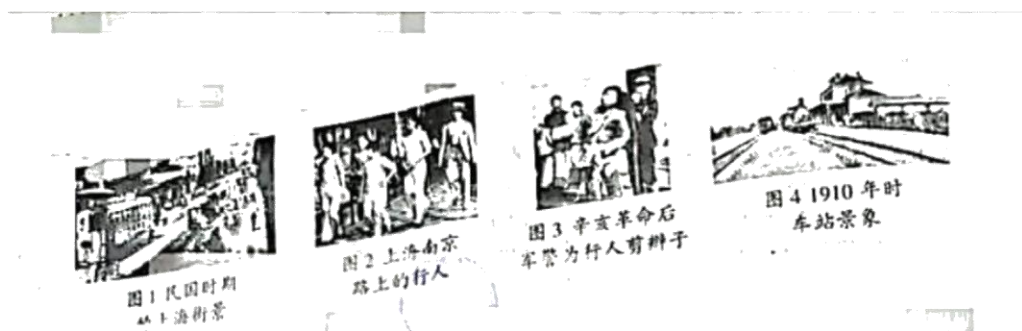 图1 民国时期
的上海街景
图2 上海南京
路上的行人
图3 辛亥革命后
军警为行人剪辫子
图4 1910年时
车站景象